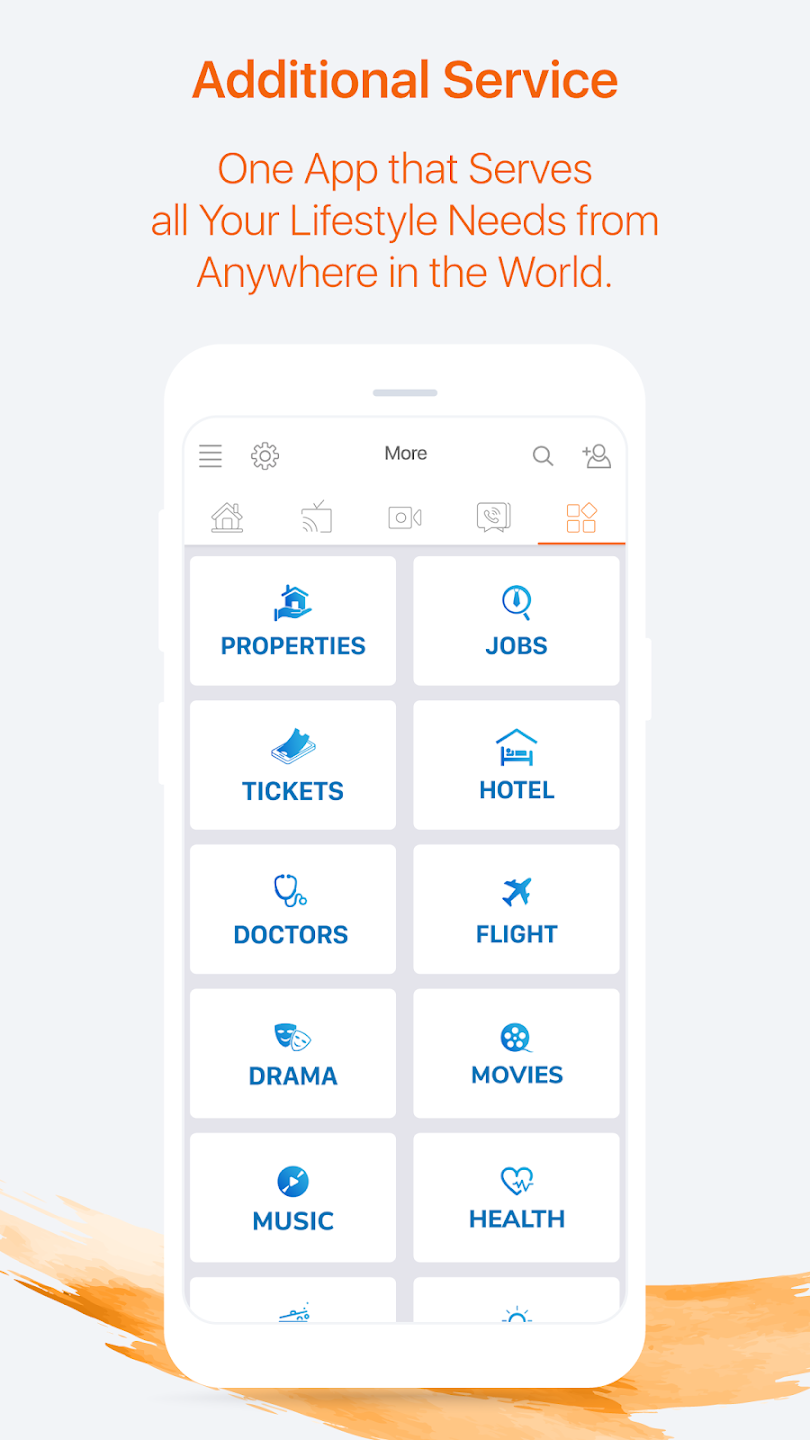 Additional Service
One App that Serves
all Your Lifestyle Needs from
Anywhere in the World.
More
PROPERTIES
JOBS
TICKETS
HOTEL
DOCTORS
FLIGHT
DRAMA
MOVIES
MUSIC
HEALTH